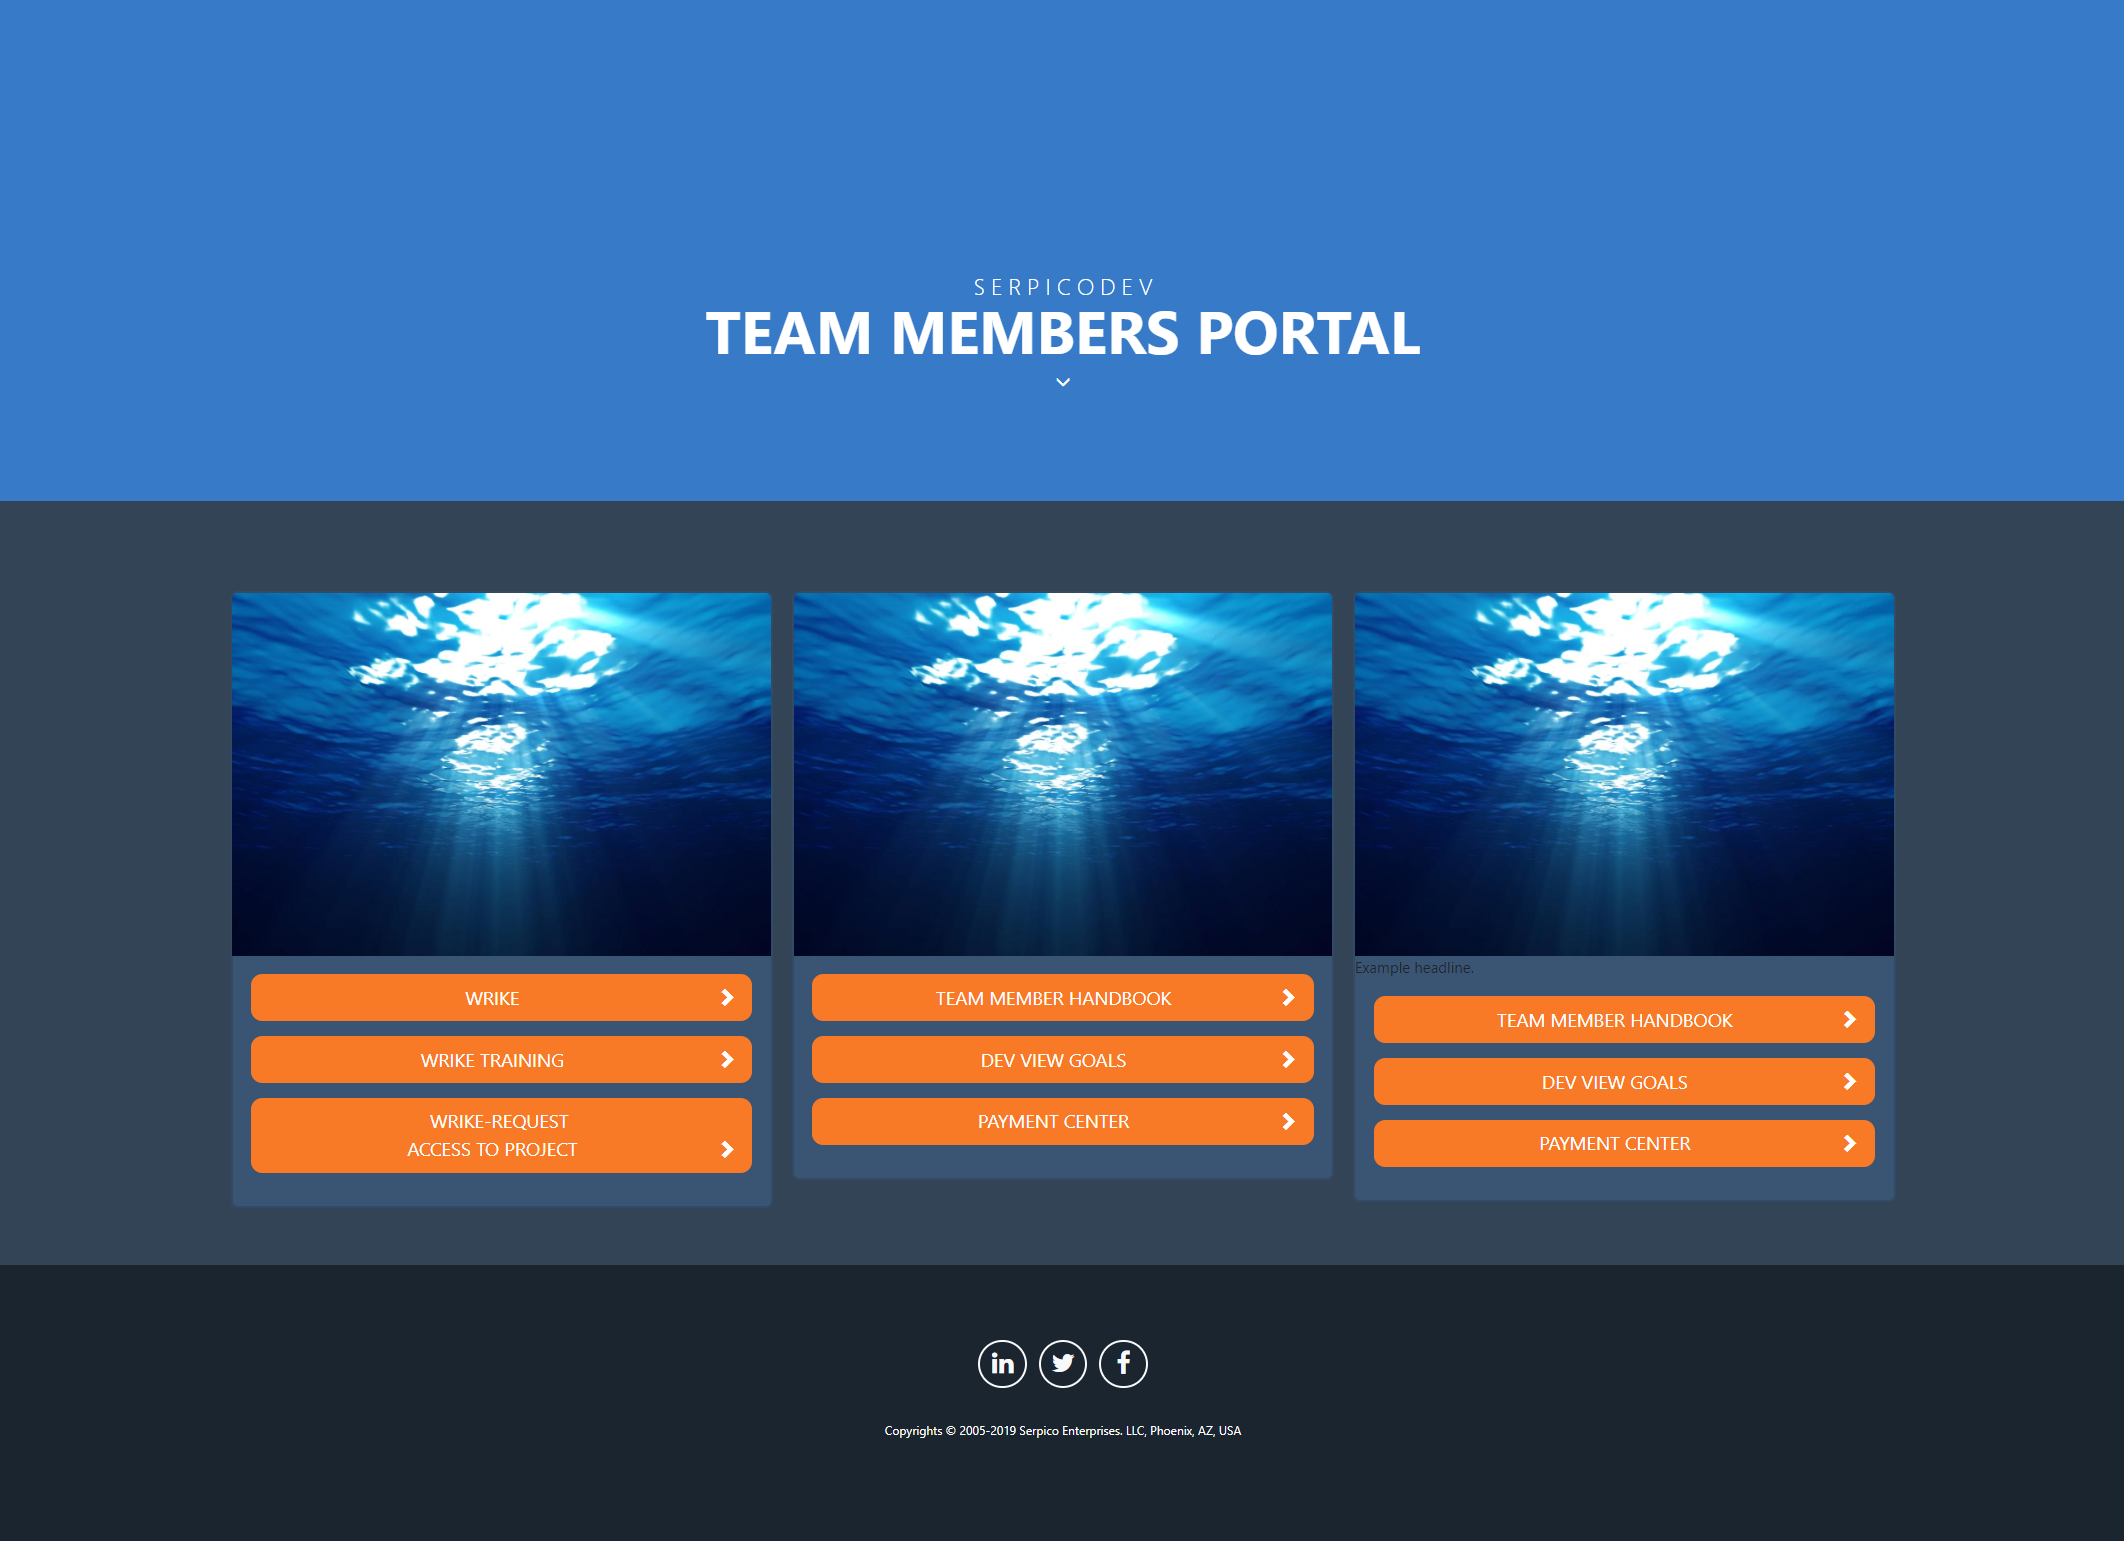 SERPICODEV
TEAM MEMBERS PORTAL
WRIKE
WRIKE TRAINING
WRIKE-REQUEST
ACCESS TO PROJECT
TEAM MEMBER HANDBOOK
DEV VIEW GOALS
PAYMENT CENTER
Example headline.
TEAM MEMBER HANDBOOK
DEV VIEW GOALS
PAYMENT CENTER
Copyrights © 2005-2019 Serpico Enterprises. LLC, Phoenix, AZ, USA